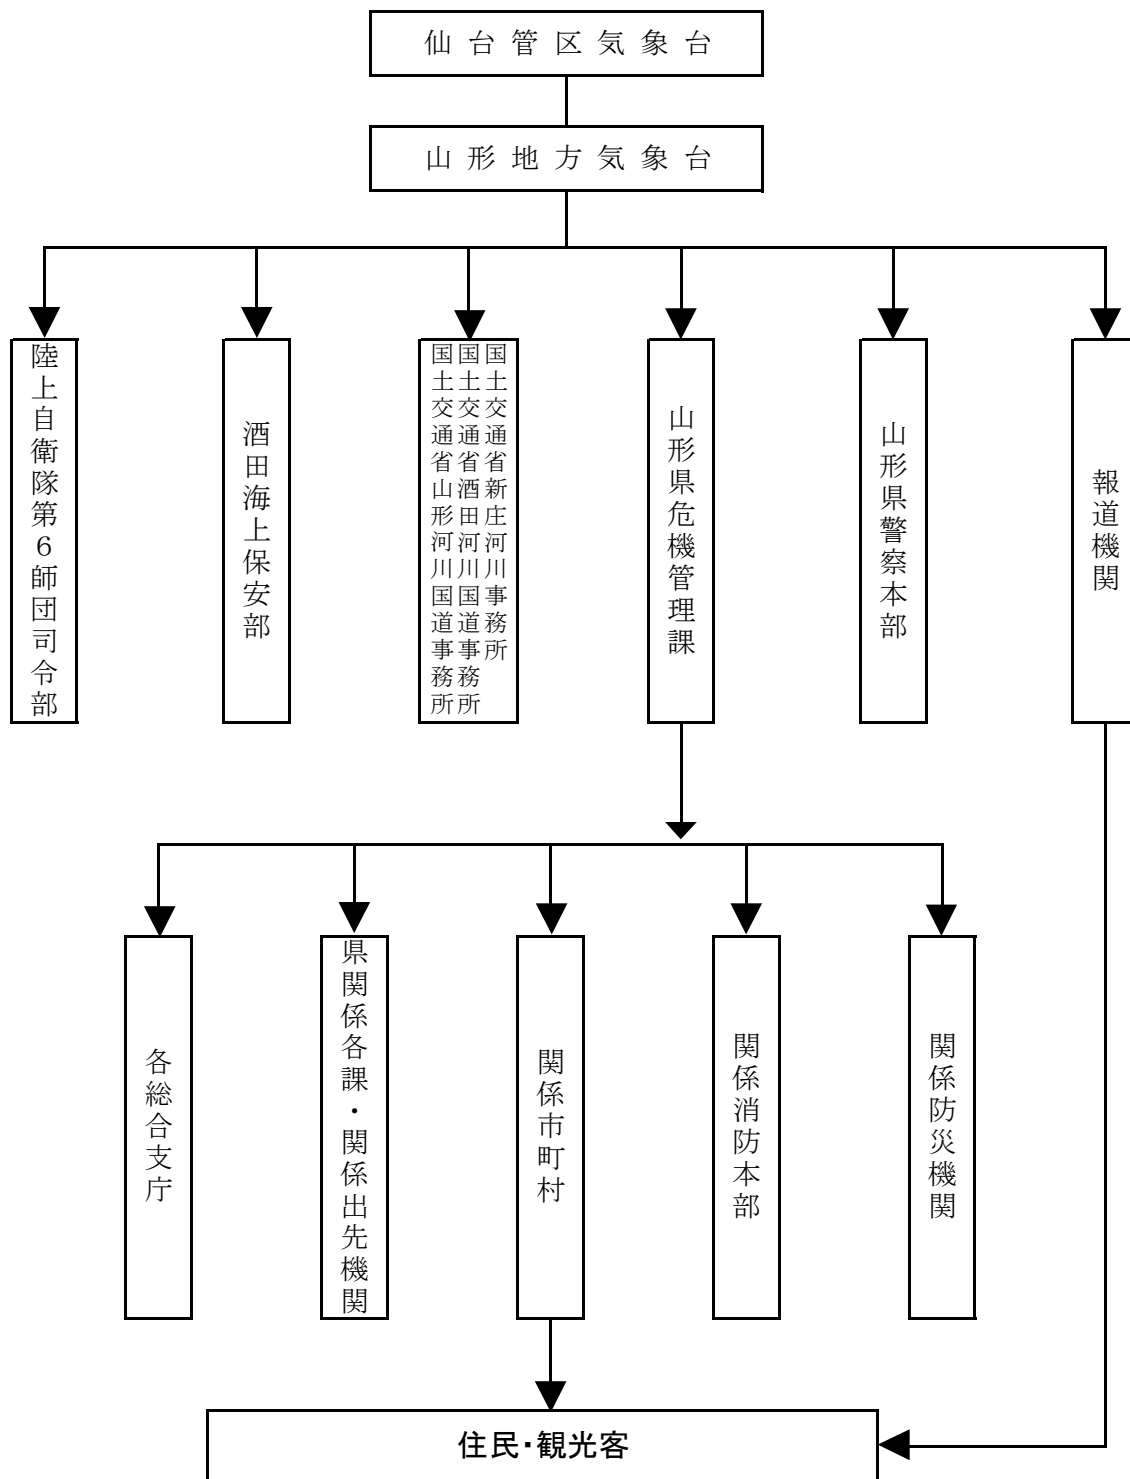 仙台管区気象台
山形地方気象台
陸上自衛隊第６師団司令部
酒田海上保安部
国土交通省新庄河川事務所
国土交通省酒田河川国道事務所
国土交通省山形河川国道事務所
山形県危機管理課
山形県警察本部
報道機関
各総合支庁
県関係各課・関係出先機関
関係市町村
関係消防本部
関係防災機関
住民・観光客